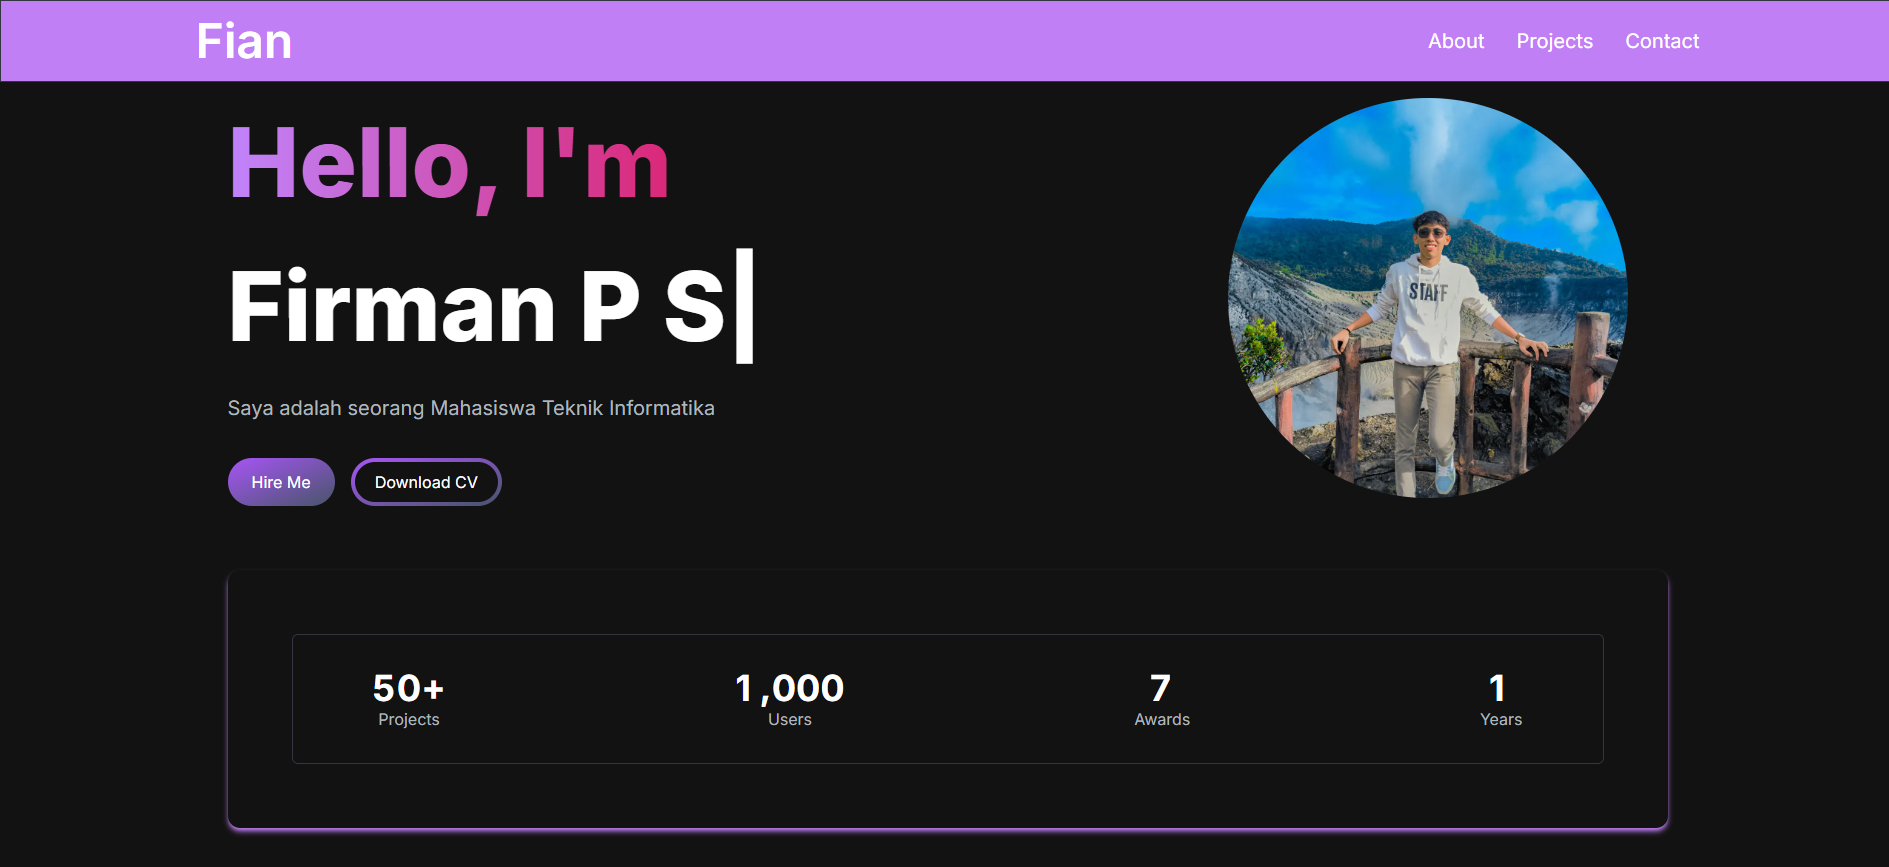 Fian
About Projects Contact
Hello, I'm
Firman P S
Saya adalah seorang Mahasiswa Teknik Informatika
Hire Me Download CV
STAFF
50+ 1,000 7 1
Projects Users Awards Years